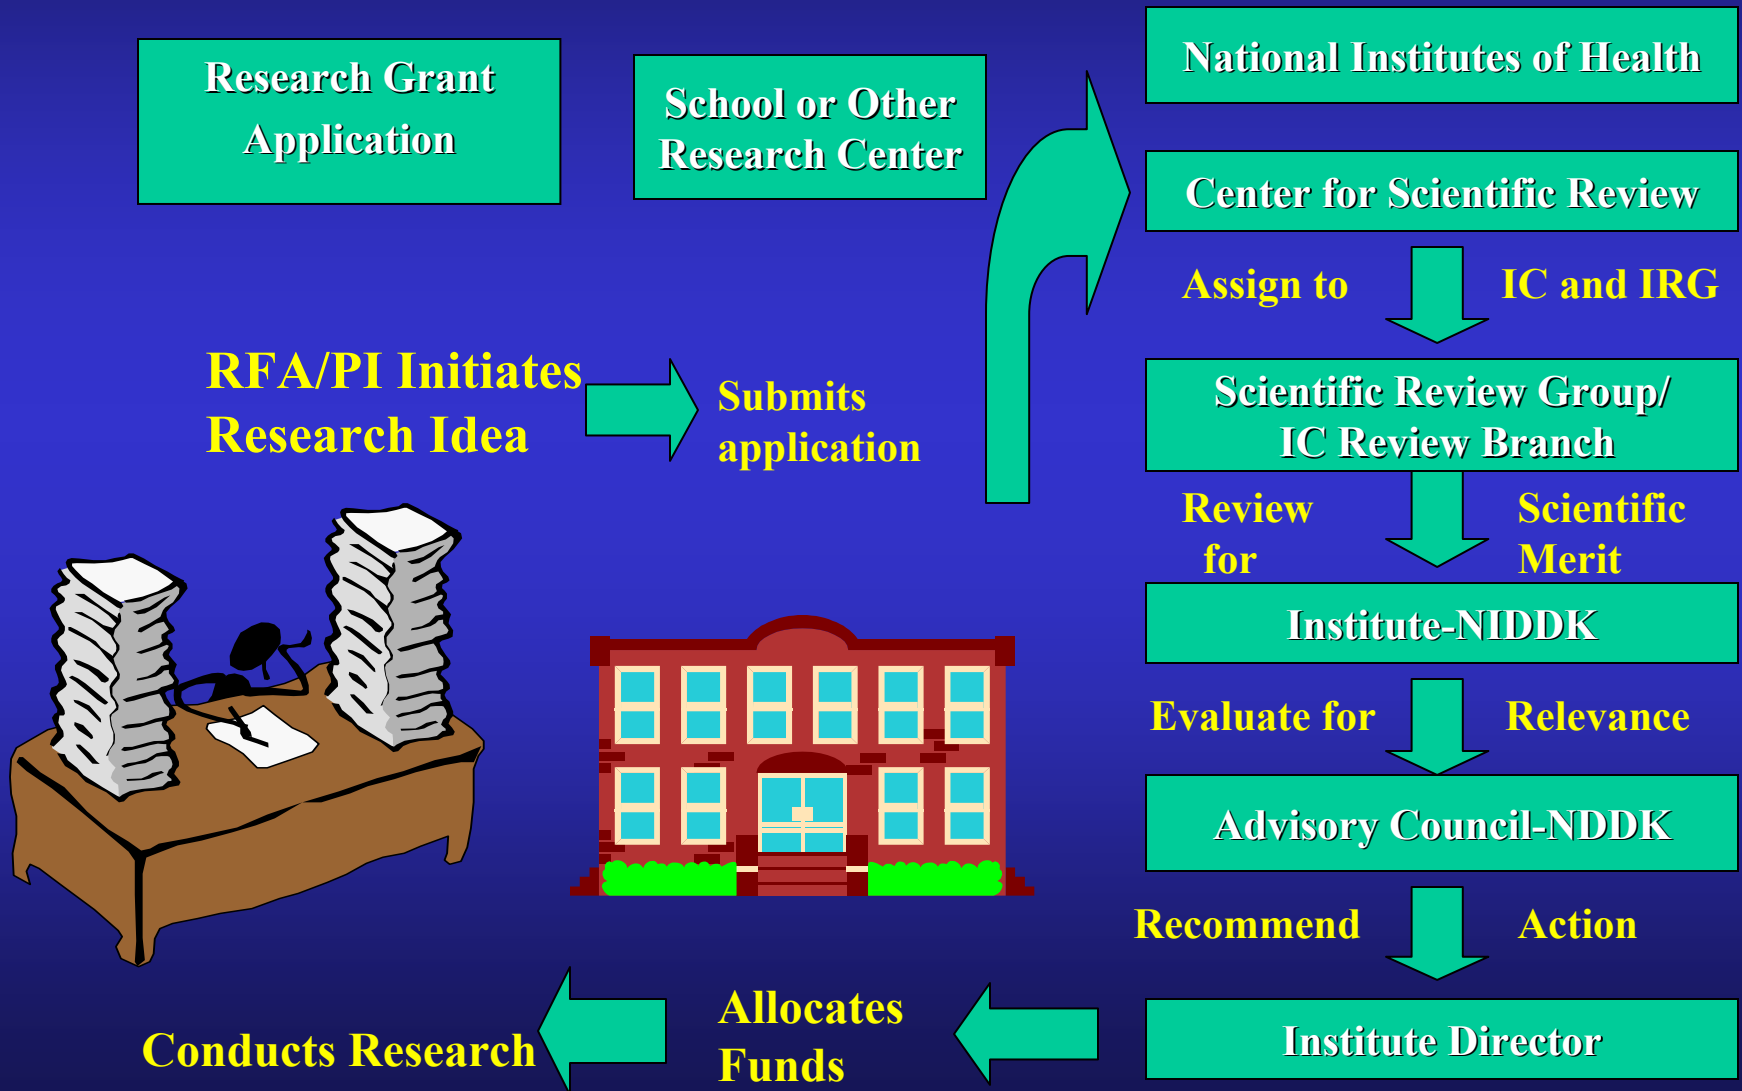 Research Grant
Application
School or Other
Research Center
National Institutes of Health
Center for Scientific Review
Assign to
IC and IRG
RFA/PI Initiates
Research Idea
Submits
application
Scientific Review Group/
IC Review Branch
Review
for
Scientific
Merit
Institute-NIDDK
Evaluate for
Relevance
Advisory Council-NDDK
Recommend
Action
Institute Director
Allocates
Funds
Conducts Research